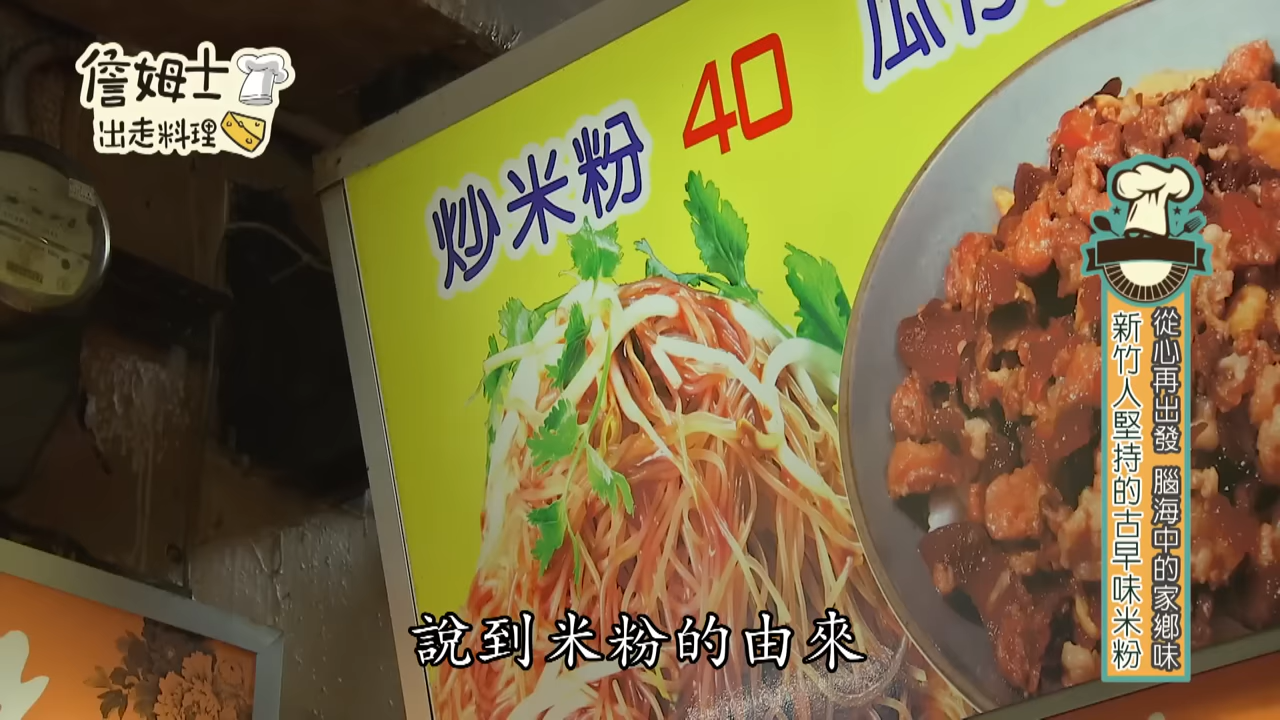 詹姆士
出走料理
炒米粉 40
瓜仔
從心再出發 腦海中的家鄉味
新竹人堅持的古早味米粉
說到米粉的由來